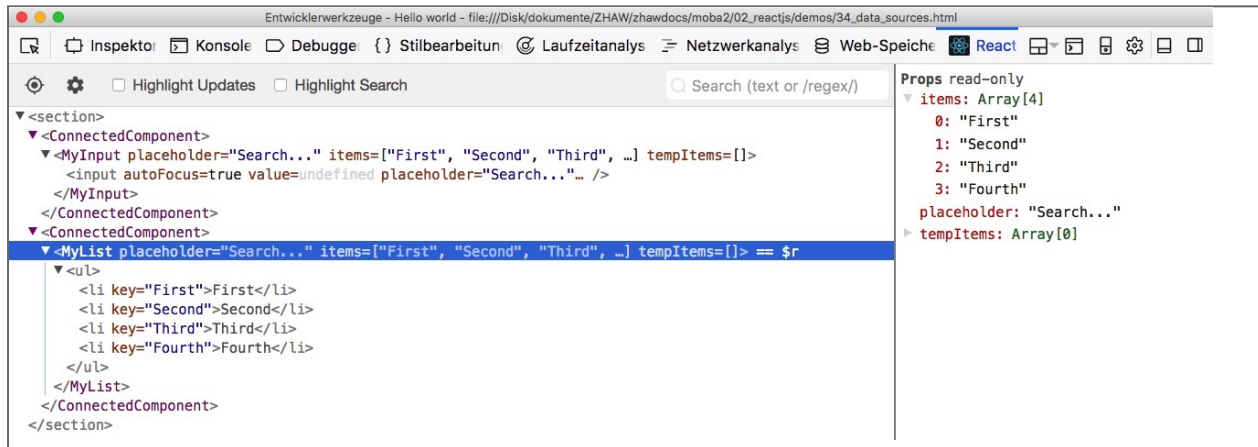 Entwicklerwerkzeuge - Hello world - file:///Disk/dokumente/ZHAW/zhawdocs/moba2/02_reactjs/demos/34_data_sources.html
Inspektor Konsole Debugge { } Stilbearbeitun Laufzeitanalys Netzwerkanalys Web-Speiche React
Highlight Updates Highlight Search Search (text or /regex/)
<section>
<ConnectedComponent>
<MyInput placeholder="Search..." items=["First", "Second", "Third", …] tempItems=[]>
<input autoFocus=true value=undefined placeholder="Search..."… />
</MyInput>
</ConnectedComponent>
<ConnectedComponent>
<MyList placeholder="Search..." items=["First", "Second", "Third", …] tempItems=[]> == $r
<ul>
<li key="First">First</li>
<li key="Second">Second</li>
<li key="Third">Third</li>
<li key="Fourth">Fourth</li>
</ul>
</MyList>
</ConnectedComponent>
</section>
Props read-only
items: Array[4]
0: "First"
1: "Second"
2: "Third"
3: "Fourth"
placeholder: "Search..."
tempItems: Array[0]